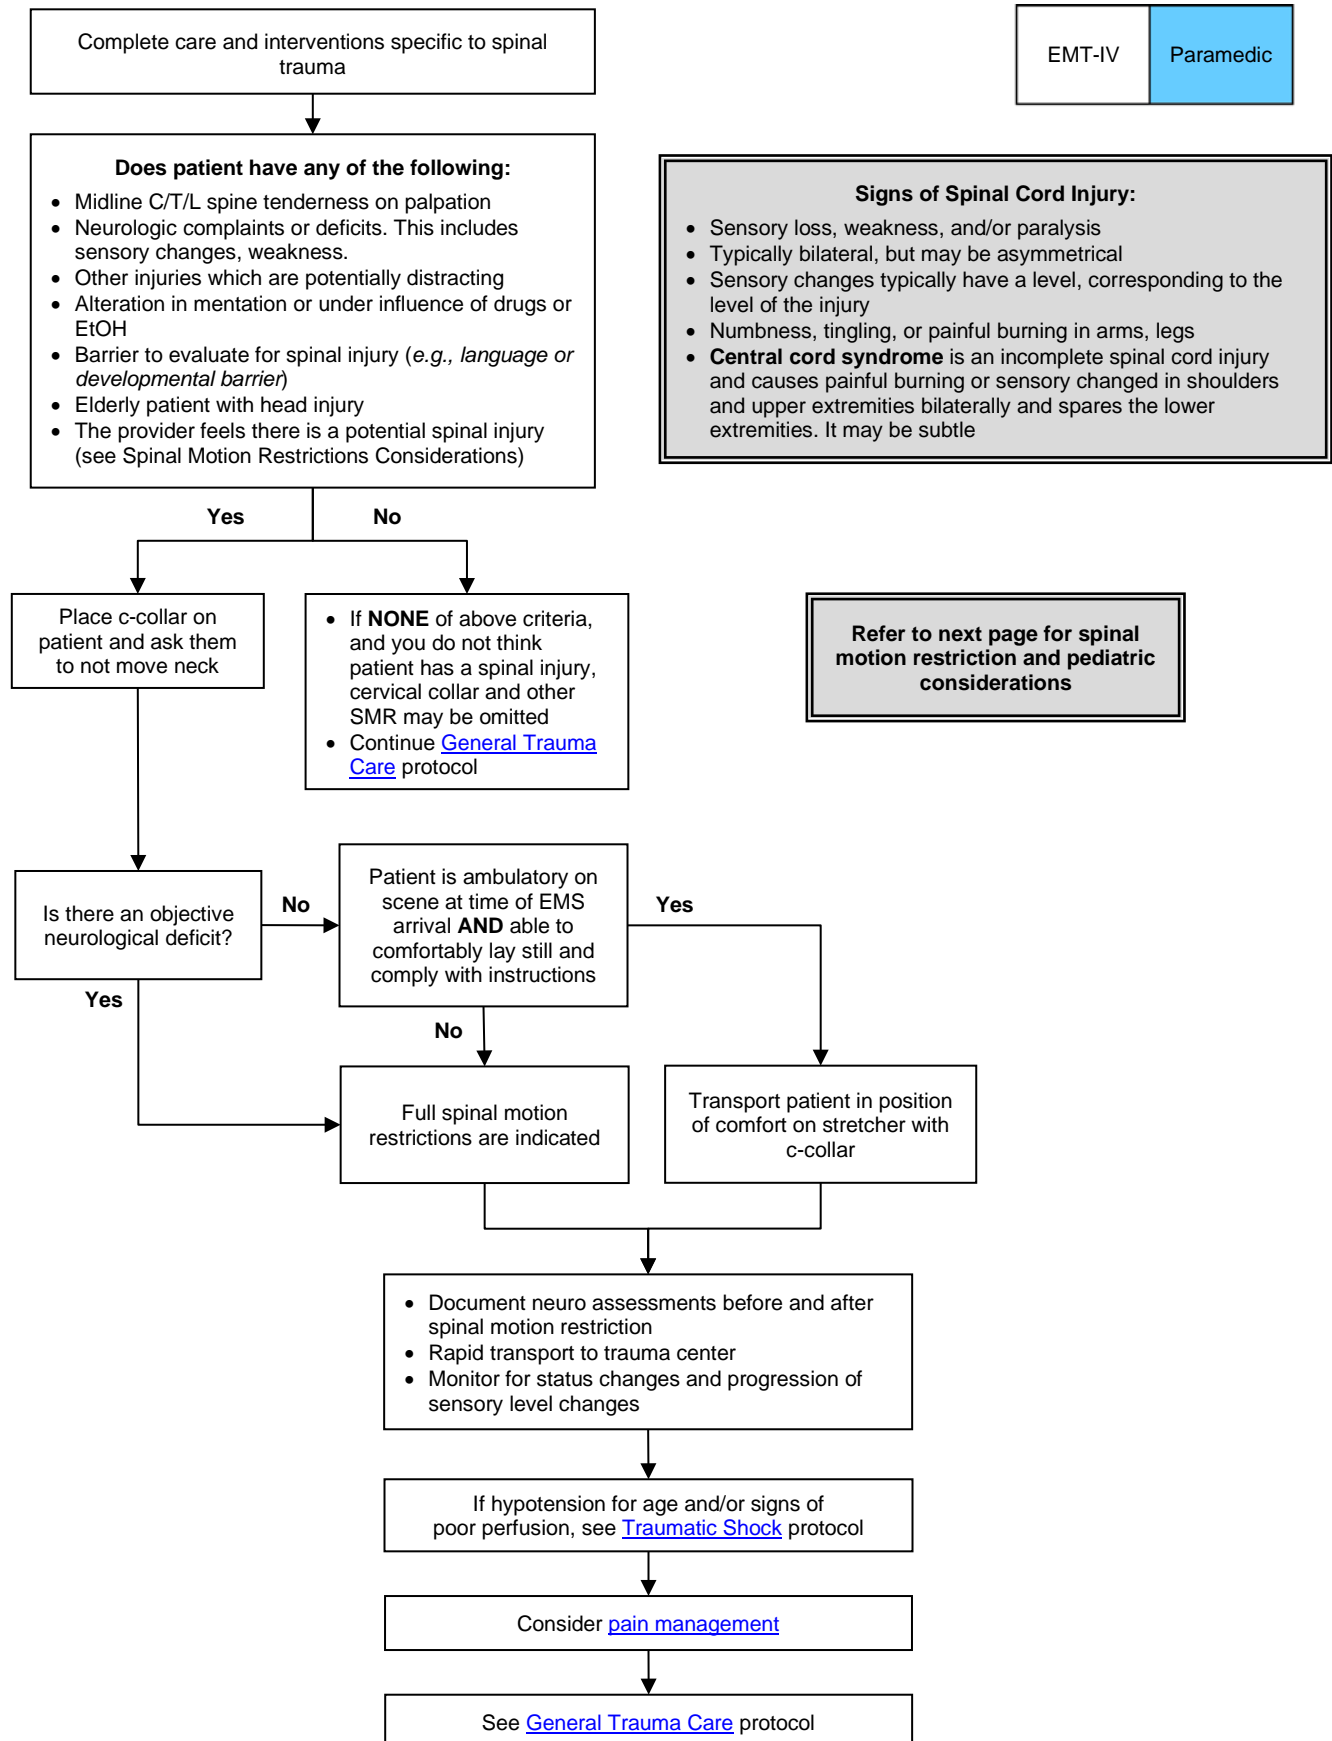 Complete care and interventions specific to spinal
trauma
EMT-IV
Paramedic
Does patient have any of the following:
• Midline C/T/L spine tenderness on palpation
• Neurologic complaints or deficits. This includes
sensory changes, weakness.
• Other injuries which are potentially distracting
• Alteration in mentation or under influence of drugs or
EtOH
• Barrier to evaluate for spinal injury (e.g., language or
developmental barrier)
• Elderly patient with head injury
• The provider feels there is a potential spinal injury
(see Spinal Motion Restrictions Considerations)
Signs of Spinal Cord Injury:
• Sensory loss, weakness, and/or paralysis
• Typically bilateral, but may be asymmetrical
• Sensory changes typically have a level, corresponding to the
level of the injury
• Numbness, tingling, or painful burning in arms, legs
• Central cord syndrome is an incomplete spinal cord injury
and causes painful burning or sensory changed in shoulders
and upper extremities bilaterally and spares the lower
extremities. It may be subtle
Yes
No
Place c-collar on
patient and ask them
to not move neck
• If NONE of above criteria,
and you do not think
patient has a spinal injury,
cervical collar and other
SMR may be omitted
• Continue General Trauma
Care protocol
Refer to next page for spinal
motion restriction and pediatric
considerations
Is there an objective
neurological deficit?
No
Patient is ambulatory on
scene at time of EMS
arrival AND able to
comfortably lay still and
comply with instructions
Yes
Yes
No
Full spinal motion
restrictions are indicated
Transport patient in position
of comfort on stretcher with
c-collar
• Document neuro assessments before and after
spinal motion restriction
• Rapid transport to trauma center
• Monitor for status changes and progression of
sensory level changes
If hypotension for age and/or signs of
poor perfusion, see Traumatic Shock protocol
Consider pain management
See General Trauma Care protocol